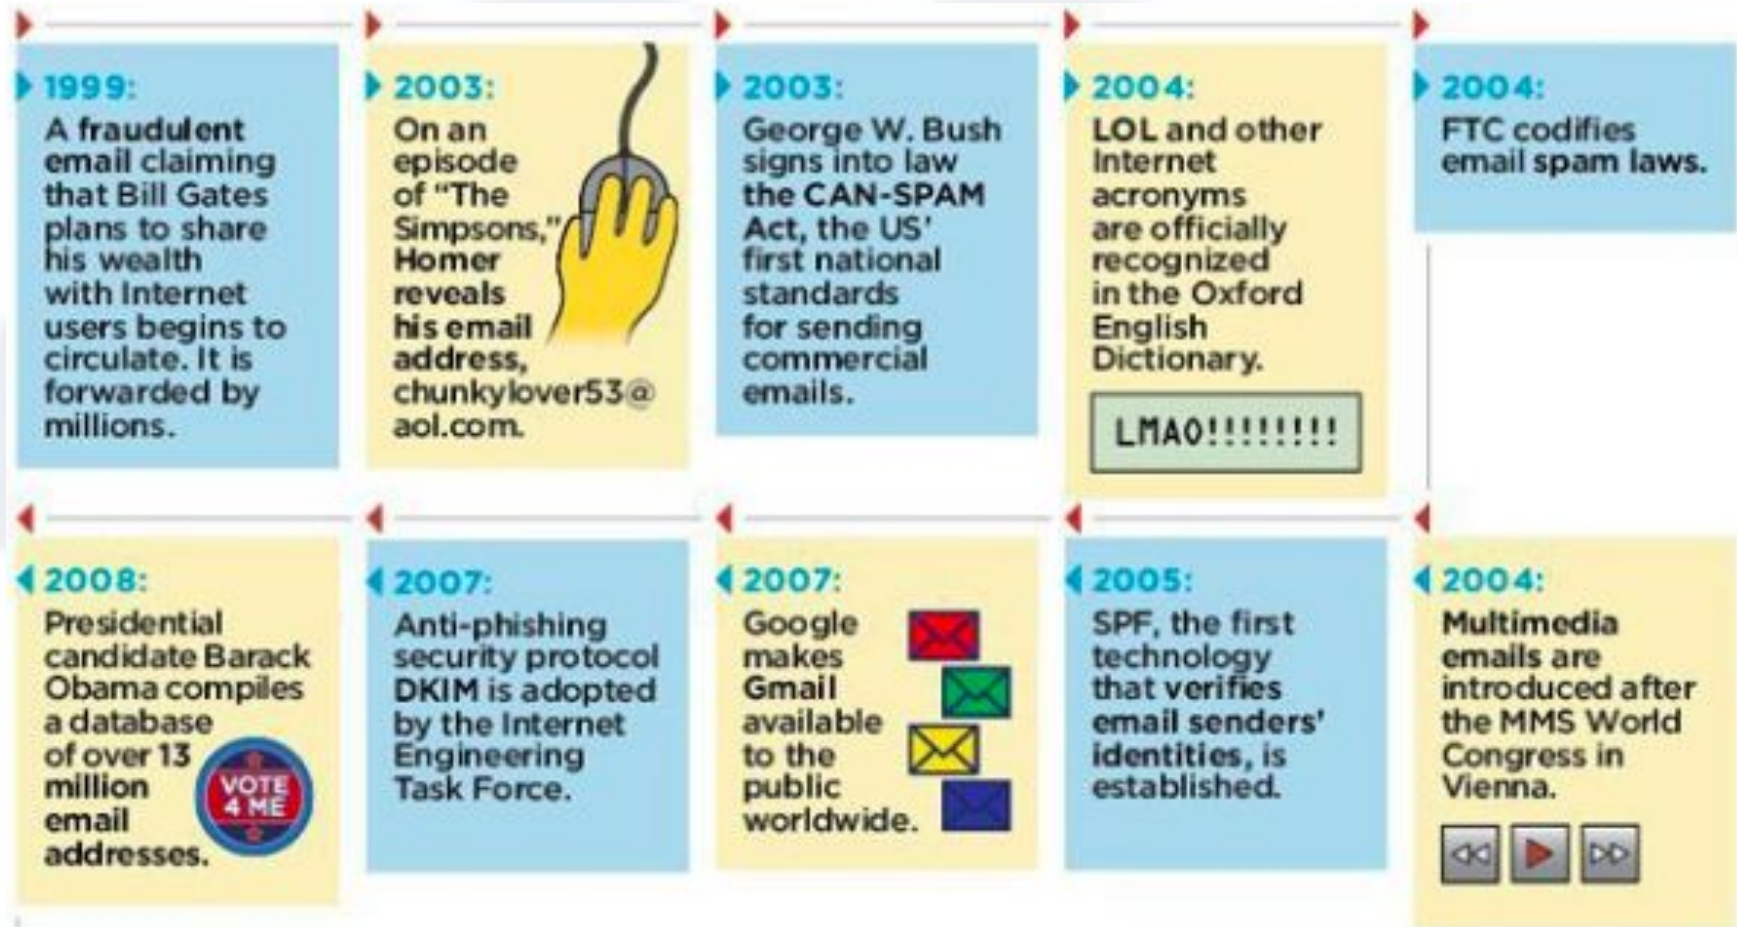 1999:
A fraudulent
email claiming
that Bill Gates
plans to share
his wealth
with Internet
users begins to
circulate. It is
forwarded by
millions.
2003:
On an
episode
of “The
Simpsons,”
Homer
reveals
his email
address,
chunkylover53@
aol.com.
2003:
George W. Bush
signs into law
the CAN-SPAM
Act, the US’
first national
standards
for sending
commercial
emails.
2004:
LOL and other
Internet
acronyms
are officially
recognized
in the Oxford
English
Dictionary.
LMAO!!!!!!!!
2004:
FTC codifies
email spam laws.
2004:
Multimedia
emails are
introduced after
the MMS World
Congress in
Vienna.
2005:
SPF, the first
technology
that verifies
email senders’
identities, is
established.
2007:
Google
makes
Gmail
available
to the
public
worldwide.
2007:
Anti-phishing
security protocol
DKIM is adopted
by the Internet
Engineering
Task Force.
2008:
Presidential
candidate Barack
Obama compiles
a database
of over 13
million
email
addresses.
VOTE
4 ME